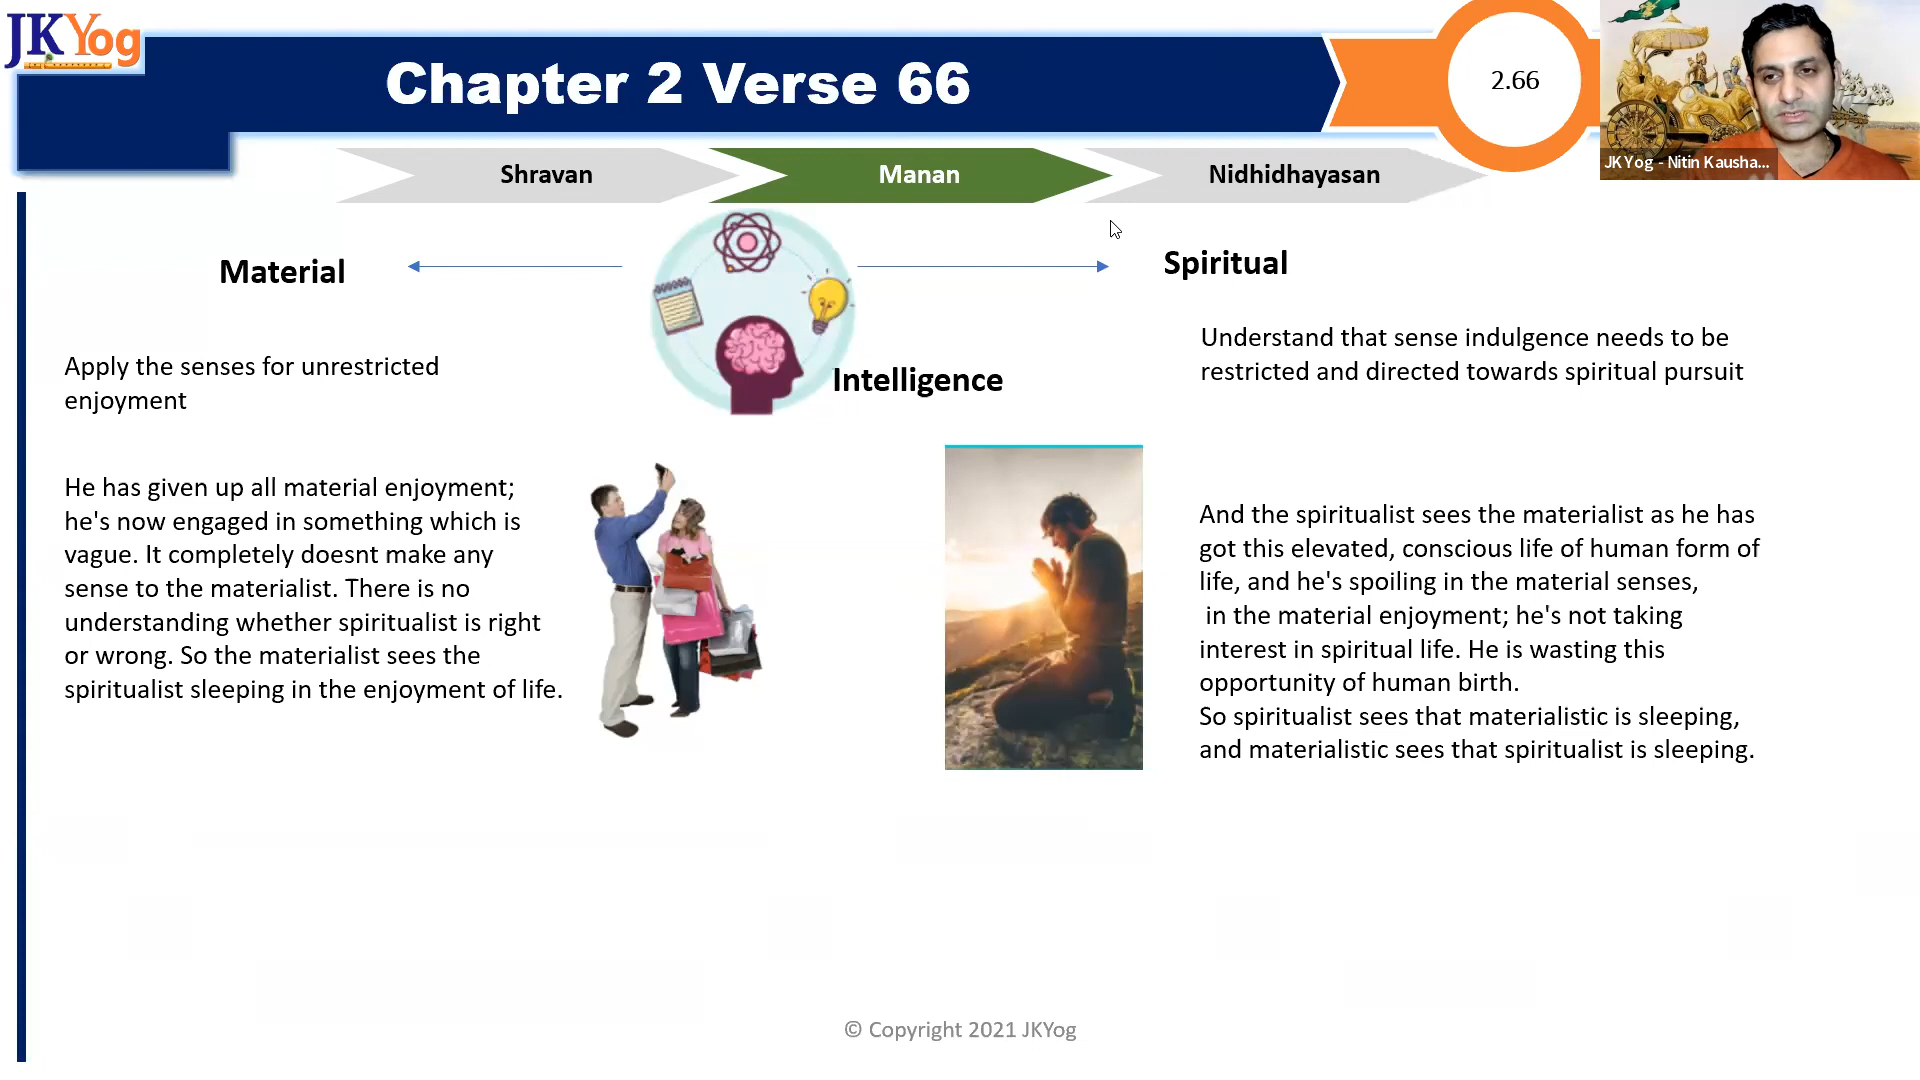 JKYog
Chapter 2 Verse 66
2.66
JKYog - Nitin Kausha...
Shravan
Manan
Nidhidhayasan
Material
Spiritual
Intelligence
Apply the senses for unrestricted
enjoyment
Understand that sense indulgence needs to be
restricted and directed towards spiritual pursuit
He has given up all material enjoyment;
he's now engaged in something which is
vague. It completely doesnt make any
sense to the materialist. There is no
understanding whether spiritualist is right
or wrong. So the materialist sees the
spiritualist sleeping in the enjoyment of life.
And the spiritualist sees the materialist as he has
got this elevated, conscious life of human form of
life, and he's spoiling in the material senses,
in the material enjoyment; he's not taking
interest in spiritual life. He is wasting this
opportunity of human birth.
So spiritualist sees that materialistic is sleeping,
and materialistic sees that spiritualist is sleeping.
© Copyright 2021 JKYog